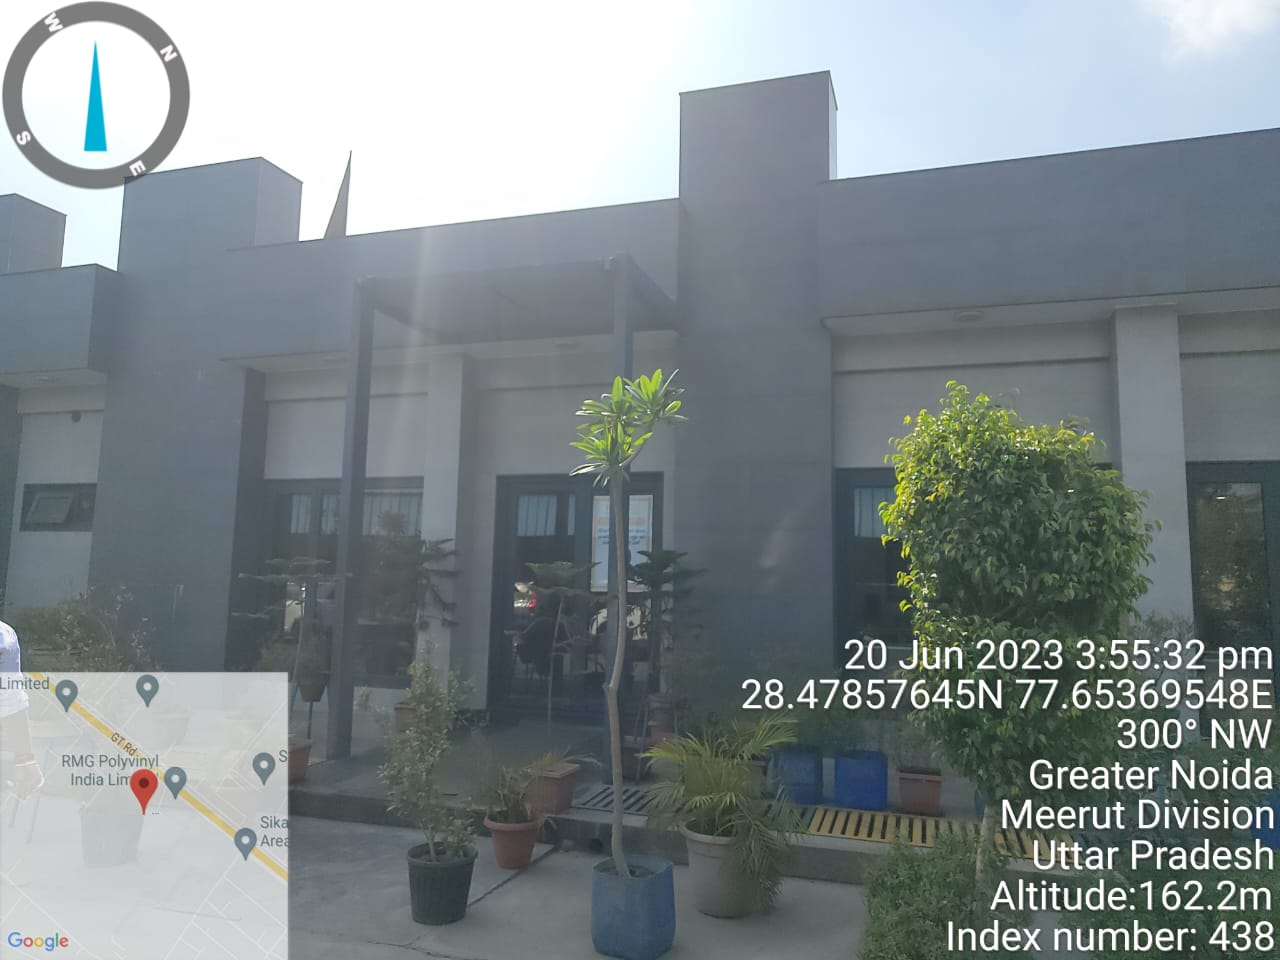 W
N
S
E
Limited
GT Rd
RMG Polyvinyl
India Lim
S
Sika
Area
Google
20 Jun 2023 3:55:32 pm
28.47857645N 77.65369548E
300° NW
Greater Noida
Meerut Division
Uttar Pradesh
Altitude:162.2m
Index number: 438